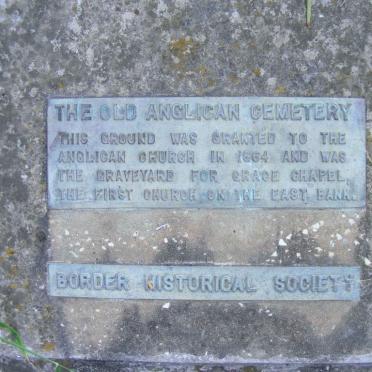 THE OLD ANGLICAN CEMETERY
THIS GROUND WAS GRANTED TO THE
ANGLICAN CHURCH IN 1864 AND WAS
THE GRAVEYARD FOR GRACE CHAPEL,
THE FIRST CHURCH ON THE EAST BANK.
BORDER HISTORICAL SOCIETY